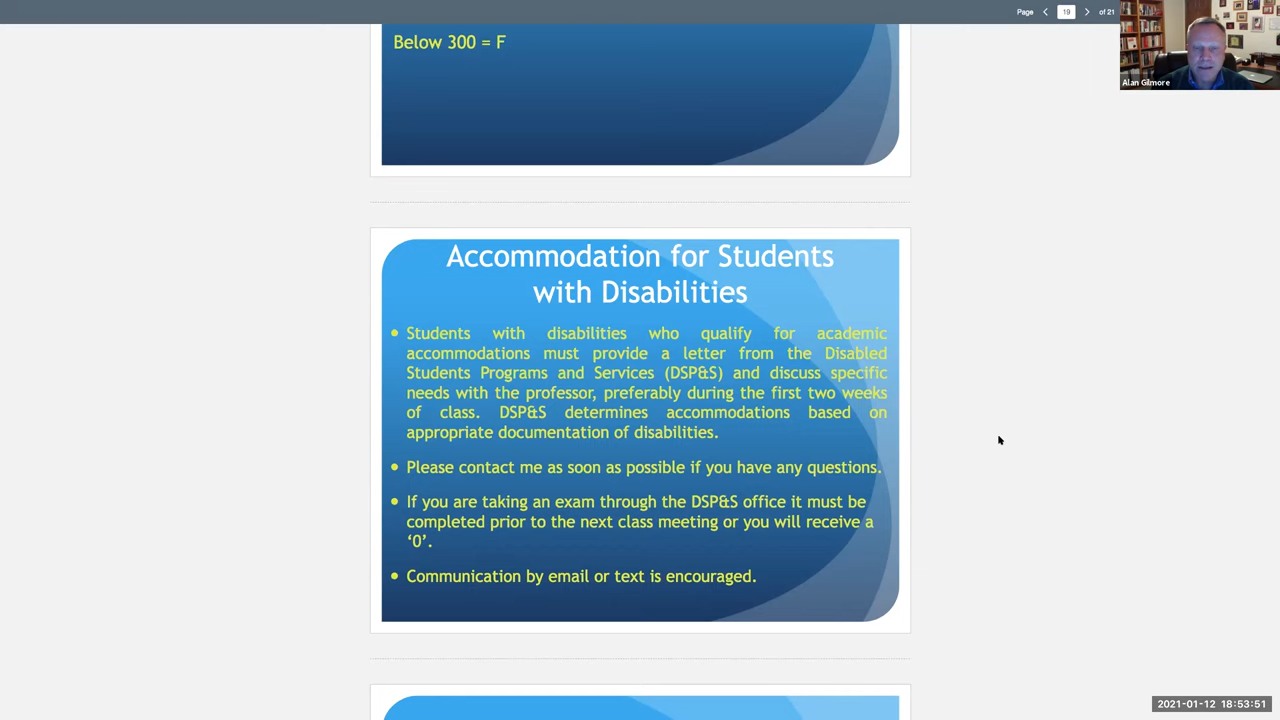 Page
19
of 21
Alan Gilmore
Below 300 = F
Accommodation for Students
with Disabilities
• Students with disabilities who qualify for academic
accommodations must provide a letter from the Disabled
Students Programs and Services (DSP&S) and discuss specific
needs with the professor, preferably during the first two weeks
of class. DSP&S determines accommodations based on
appropriate documentation of disabilities.
• Please contact me as soon as possible if you have any questions.
• If you are taking an exam through the DSP&S office it must be
completed prior to the next class meeting or you will receive a
‘0’.
• Communication by email or text is encouraged.
2021-01-12 18:53:51